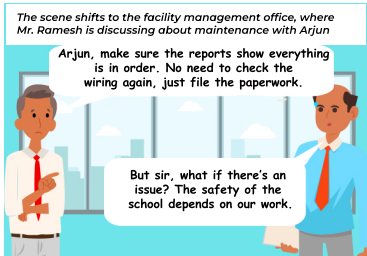 The scene shifts to the facility management office, where
Mr. Ramesh is discussing about maintenance with Arjun
Arjun, make sure the reports show everything
is in order. No need to check the
wiring again, just file the paperwork.
But sir, what if there's an
issue? The safety of the
school depends on our work.